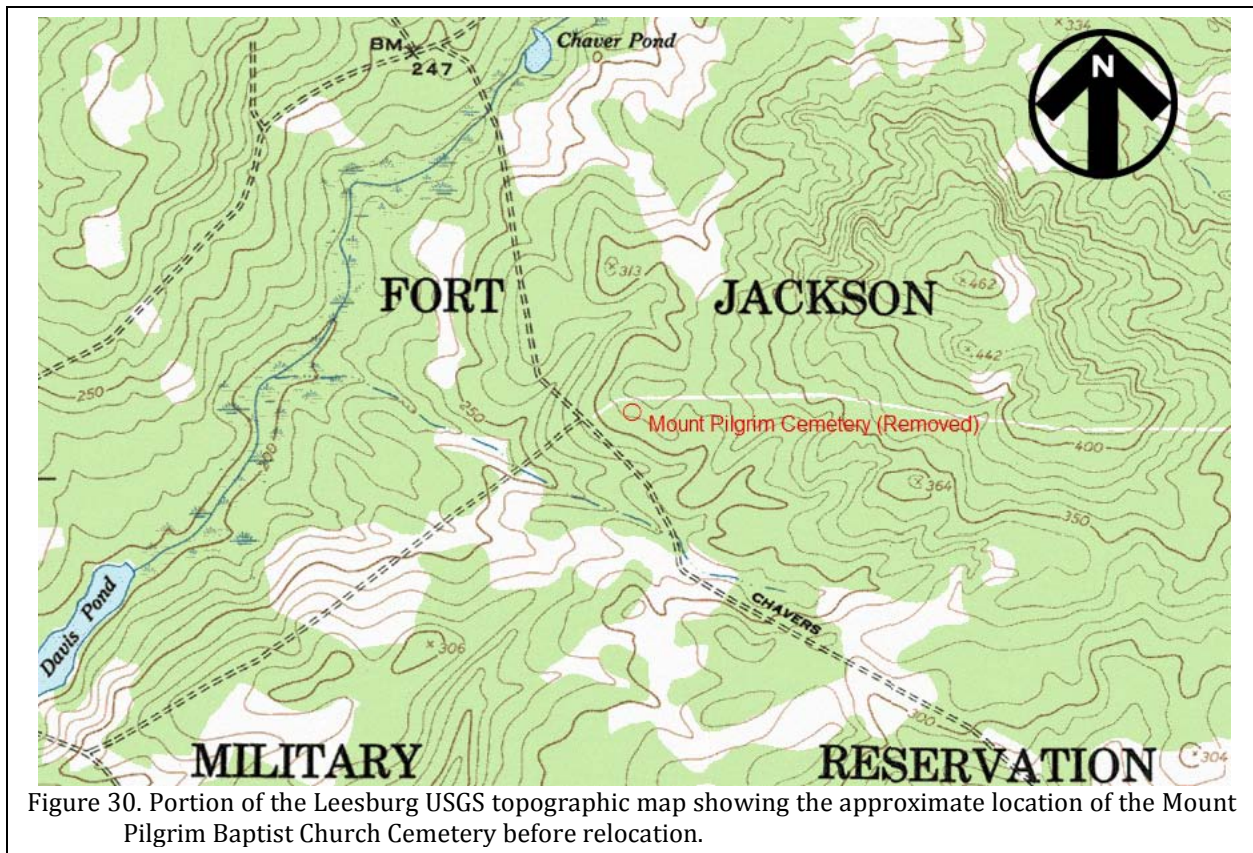 334
BM
247
Chaver Pond
N
313
462
FORT
JACKSON
442
250
250
Mount Pilgrim Cemetery (Removed)
400
200
364
350
Davis Pond
CHAVERS
306
300
MILITARY
RESERVATION
304
Figure 30. Portion of the Leesburg USGS topographic map showing the approximate location of the Mount
Pilgrim Baptist Church Cemetery before relocation.